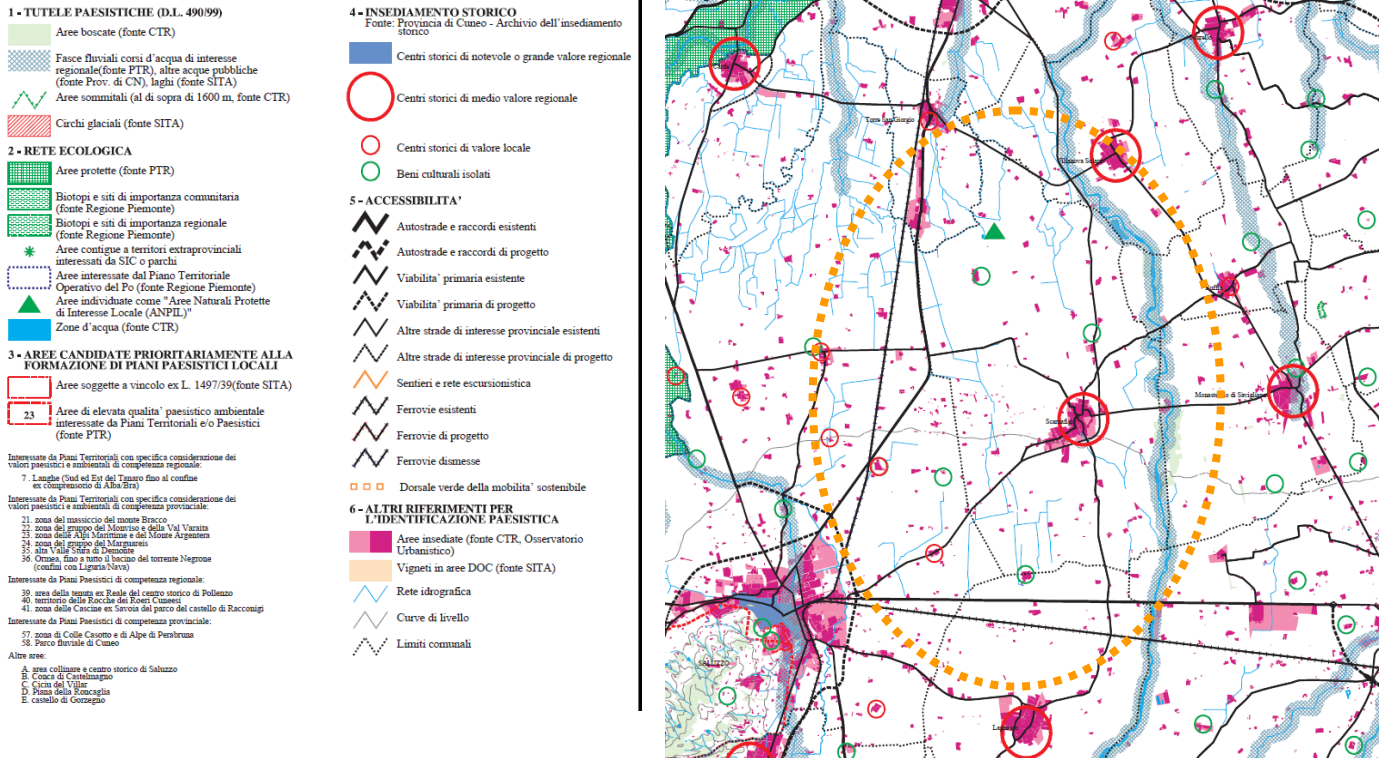 1 - TUTELE PAESISTICHE (D.L. 490/99)
Aree boscate (fonte CTR)
Fasce fluviali corsi d'acqua di interesse
regionale(fonte PTR), altre acque pubbliche
(fonte Prov. di CN), laghi (fonte SITA)
Aree sommitali (al di sopra di 1600 m, fonte CTR)
Circhi glaciali (fonte SITA)
2 - RETE ECOLOGICA
Aree protette (fonte PTR)
Biotopi e siti di importanza comunitaria
(fonte Regione Piemonte)
Biotopi e siti di importanza regionale
(fonte Regione Piemonte)
Aree contigue a territori extraprovinciali
interessati da SIC o parchi
Aree interessate dal Piano Territoriale
Operativo del Po (fonte Regione Piemonte)
Aree individuate come "Aree Naturali Protette
di Interesse Locale (ANPIL)"
Zone d'acqua (fonte CTR)
3 - AREE CANDIDATE PRIORITARIAMENTE ALLA
FORMAZIONE DI PIANI PAESISTICI LOCALI
Aree soggette a vincolo ex L. 1497/39(fonte SITA)
23
Aree di elevata qualita' paesistico ambientale
interessate da Piani Territoriali e/o Paesistici
(fonte PTR)
Interessate da Piani Territoriali con specifica considerazione dei
valori paesistici e ambientali di competenza regionale:
7 . Langhe (Sud ed Est del Tanaro fino al confine
ex comprensorio di Alba/Bra)
Interessate da Piani Territoriali con specifica considerazione dei
valori paesistici e ambientali di competenza provinciale:
21. zona del massiccio del monte Bracco
22. zona del gruppo del Monviso e della Val Varaita
23. zona delle Alpi Marittime e del Monte Argentera
24. zona del gruppo del Marguareis
35. alta Valle Stura di Demonte
36. Ormea, fino a tutto il bacino del torrente Negrone
(confini con Liguria/Nava)
Interessate da Piani Paesistici di competenza regionale:
39. area della tenuta ex Reale del centro storico di Pollenzo
40. territorio delle Rocche dei Roeri Cuneesi
41. zona delle Cascine ex Savoia del parco del castello di Racconigi
Interessate da Piani Paesistici di competenza provinciale:
57. zona di Colle Casotto e di Alpe di Perabruna
58. Parco fluviale di Cuneo
Altre aree:
A. area collinare e centro storico di Saluzzo
B. Conca di Castelmagno
C. Ciciu del Villar
D. Piana della Roncaglia
E. castello di Gorzegno
4 - INSEDIAMENTO STORICO
Fonte: Provincia di Cuneo - Archivio dell'insediamento
storico
Centri storici di notevole o grande valore regionale
Centri storici di medio valore regionale
Centri storici di valore locale
Beni culturali isolati
5 - ACCESSIBILITA'
Autostrade e raccordi esistenti
Autostrade e raccordi di progetto
Viabilita' primaria esistente
Viabilita' primaria di progetto
Altre strade di interesse provinciale esistenti
Altre strade di interesse provinciale di progetto
Sentieri e rete escursionistica
Ferrovie esistenti
Ferrovie di progetto
Ferrovie dismesse
Dorsale verde della mobilita' sostenibile
6 - ALTRI RIFERIMENTI PER
L'IDENTIFICAZIONE PAESISTICA
Aree insediate (fonte CTR, Osservatorio
Urbanistico)
Vigneti in aree DOC (fonte SITA)
Rete idrografica
Curve di livello
Limiti comunali
Torre San Giorgio
SALUZZO
P